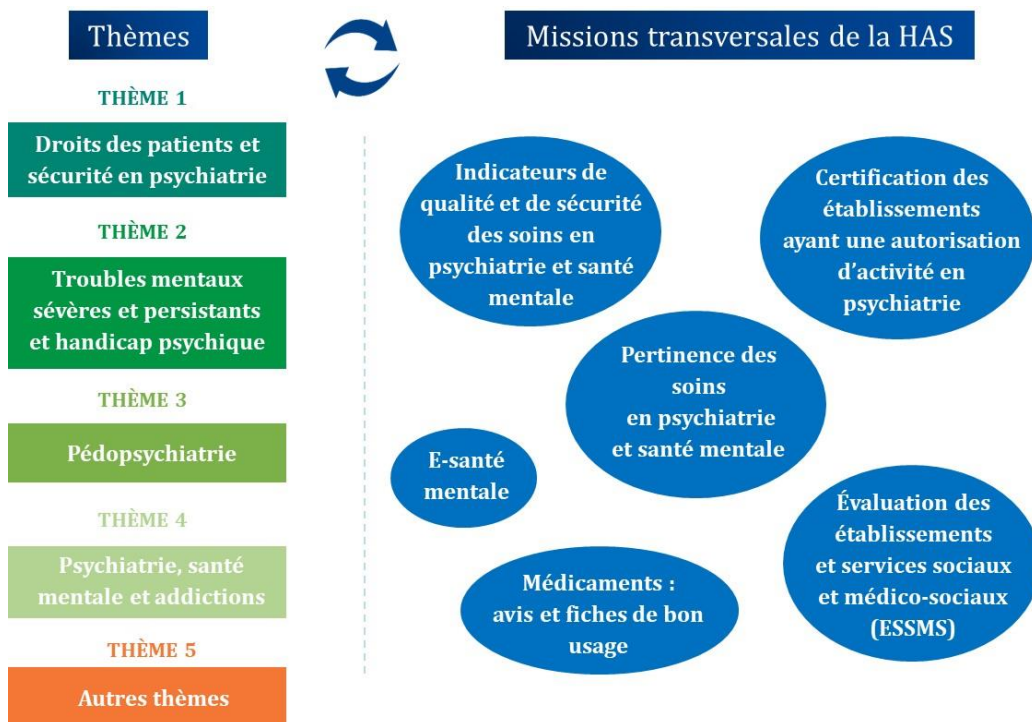 Thèmes
Missions transversales de la HAS
THÈME 1
Droits des patients et
sécurité en psychiatrie
THÈME 2
Troubles mentaux
sévères et persistants
et handicap psychique
THÈME 3
Pédopsychiatrie
THÈME 4
Psychiatrie, santé
mentale et addictions
THÈME 5
Autres thèmes
Indicateurs de
qualité et de sécurité
des soins en
psychiatrie et santé
mentale
Certification des
établissements
ayant une autorisation
d’activité en
psychiatrie
Pertinence des
soins
en psychiatrie
et santé mentale
E-santé
mentale
Évaluation des
établissements
et services sociaux
et médico-sociaux
(ESSMS)
Médicaments :
avis et fiches de bon
usage